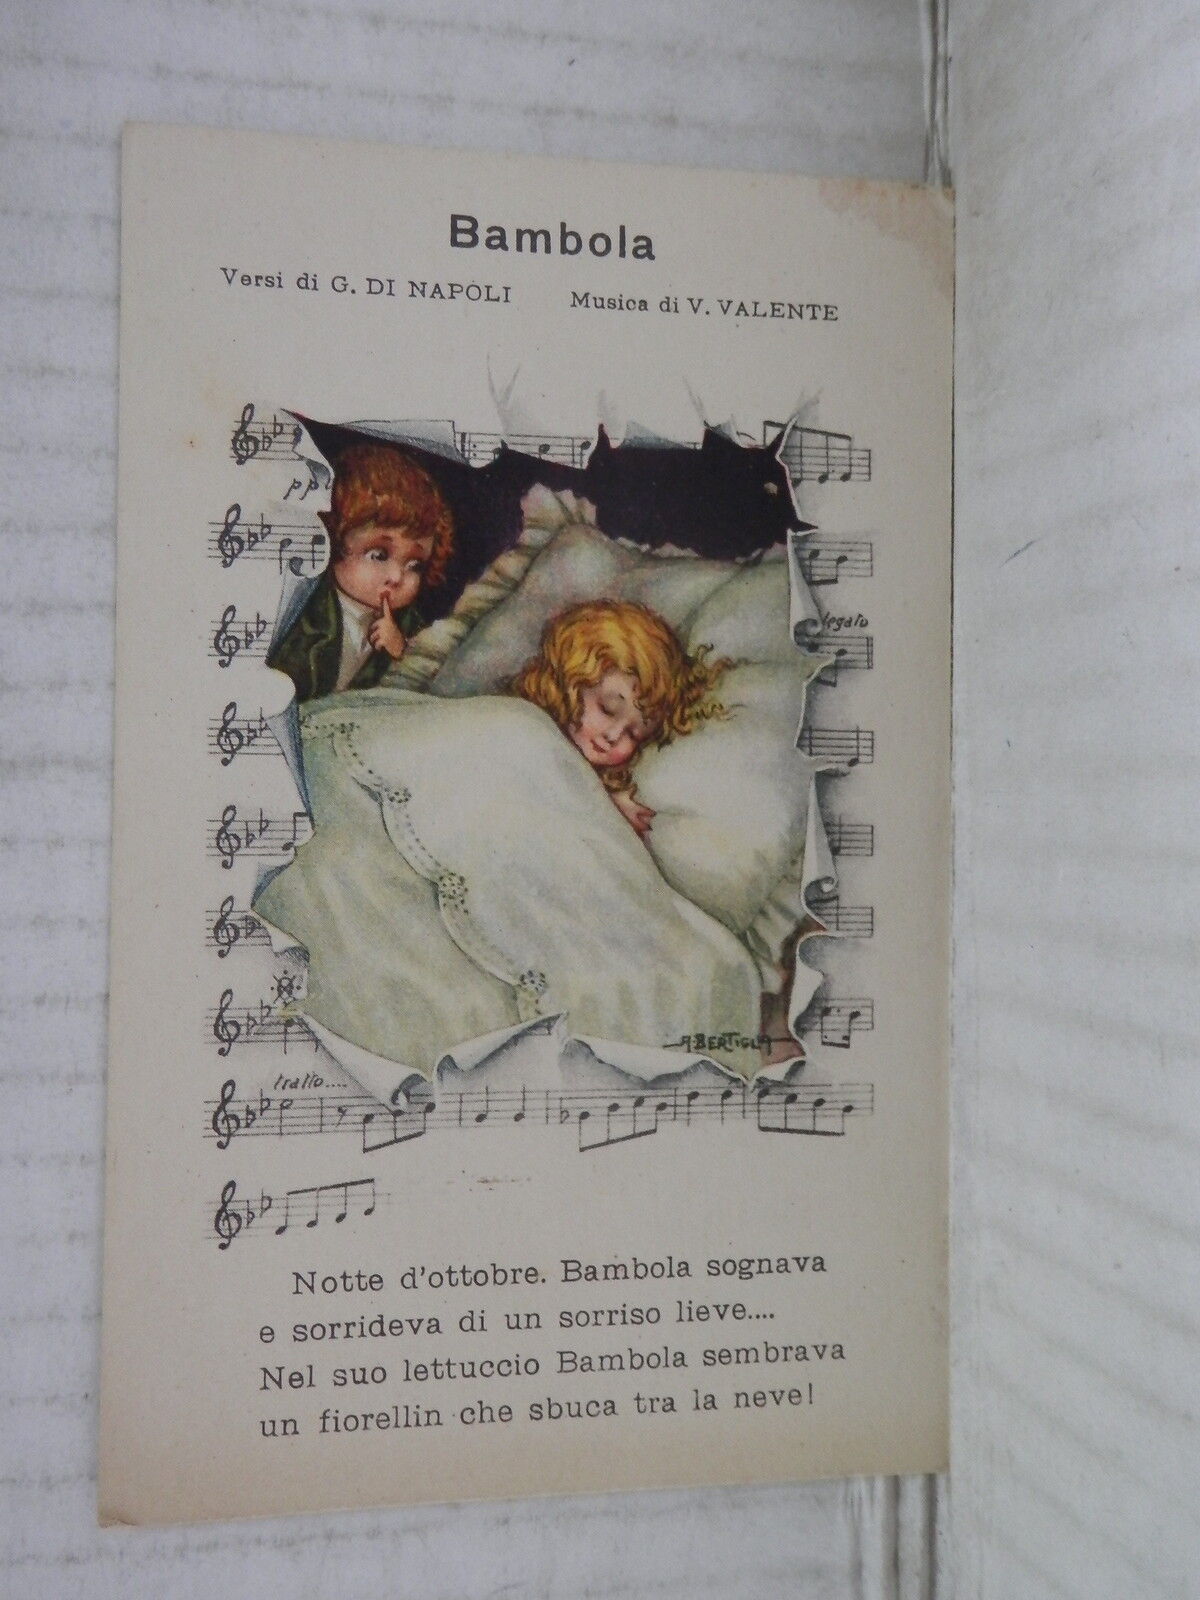 Bambola
Versi di G. DI NAPOLI Musica di V. VALENTE
legato
tratto....
A. BERTIGLIA
Notte d'ottobre. Bambola sognava
e sorrideva di un sorriso lieve....
Nel suo lettuccio Bambola sembrava
un fiorellin che sbuca tra la neve!